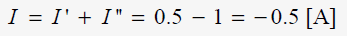 I = I' + I" = 0.5 − 1 = −0.5 [A]